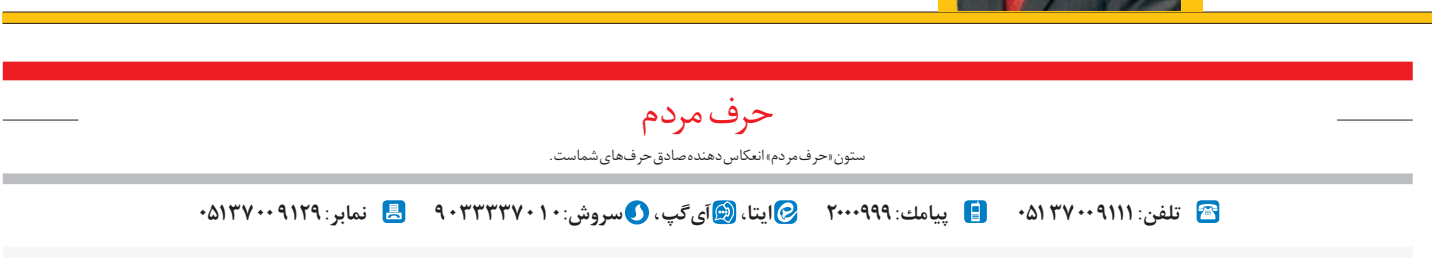 حرف مردم
ستون «حرف مردم» انعکاس دهنده صادق حرف‌های شماست.
تلفن: ۰۵۱۳۷۰۰۹۱۱۱ پیامك: ۲۰۰۰۹۹۹ ایتا، آی گپ، سروش: ۹۰۳۳۳۳۷۰۱۰ نمابر: ۰۵۱۳۷۰۰۹۱۲۹